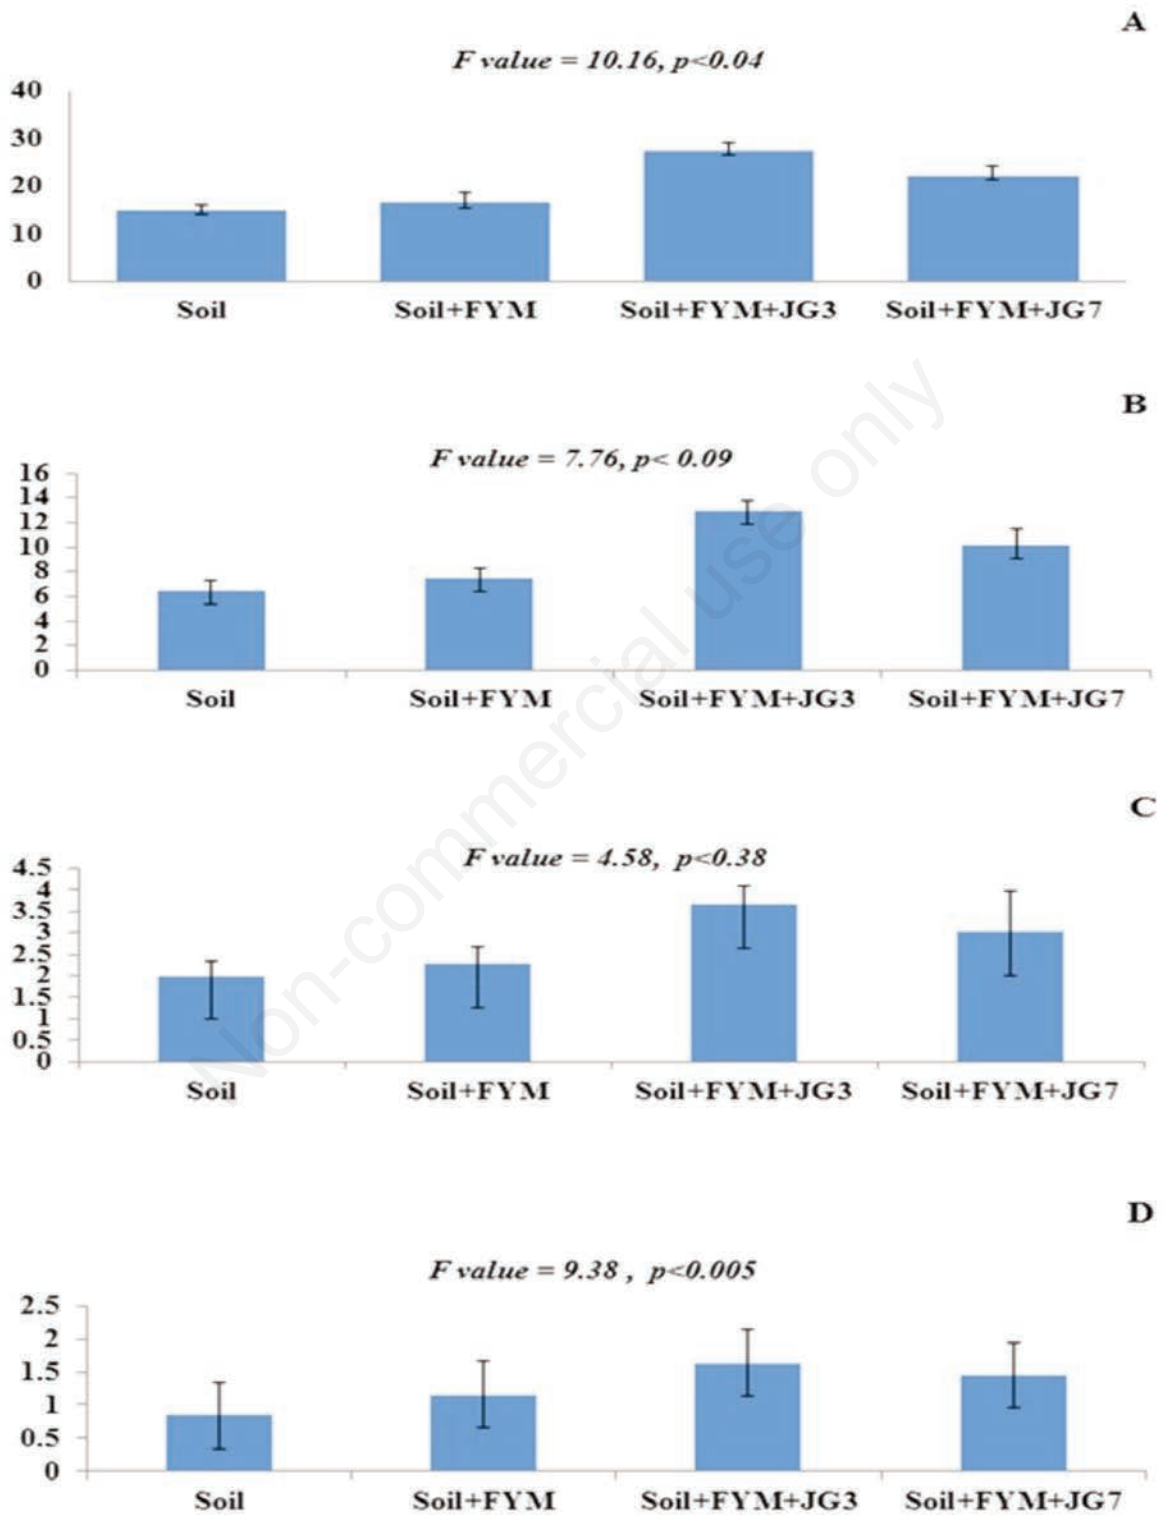 A
F value = 10.16, p<0.04
40
30
20
10
0
Soil Soil+FYM Soil+FYM+JG3 Soil+FYM+JG7
B
F value = 7.76, p< 0.09
16
14
12
10
8
6
4
2
0
Soil Soil+FYM Soil+FYM+JG3 Soil+FYM+JG7
C
F value = 4.58, p<0.38
4.5
4
3.5
3
2.5
2
1.5
1
0.5
0
Soil Soil+FYM Soil+FYM+JG3 Soil+FYM+JG7
D
F value = 9.38 , p<0.005
2.5
2
1.5
1
0.5
0
Soil Soil+FYM Soil+FYM+JG3 Soil+FYM+JG7
Non-commercial use only